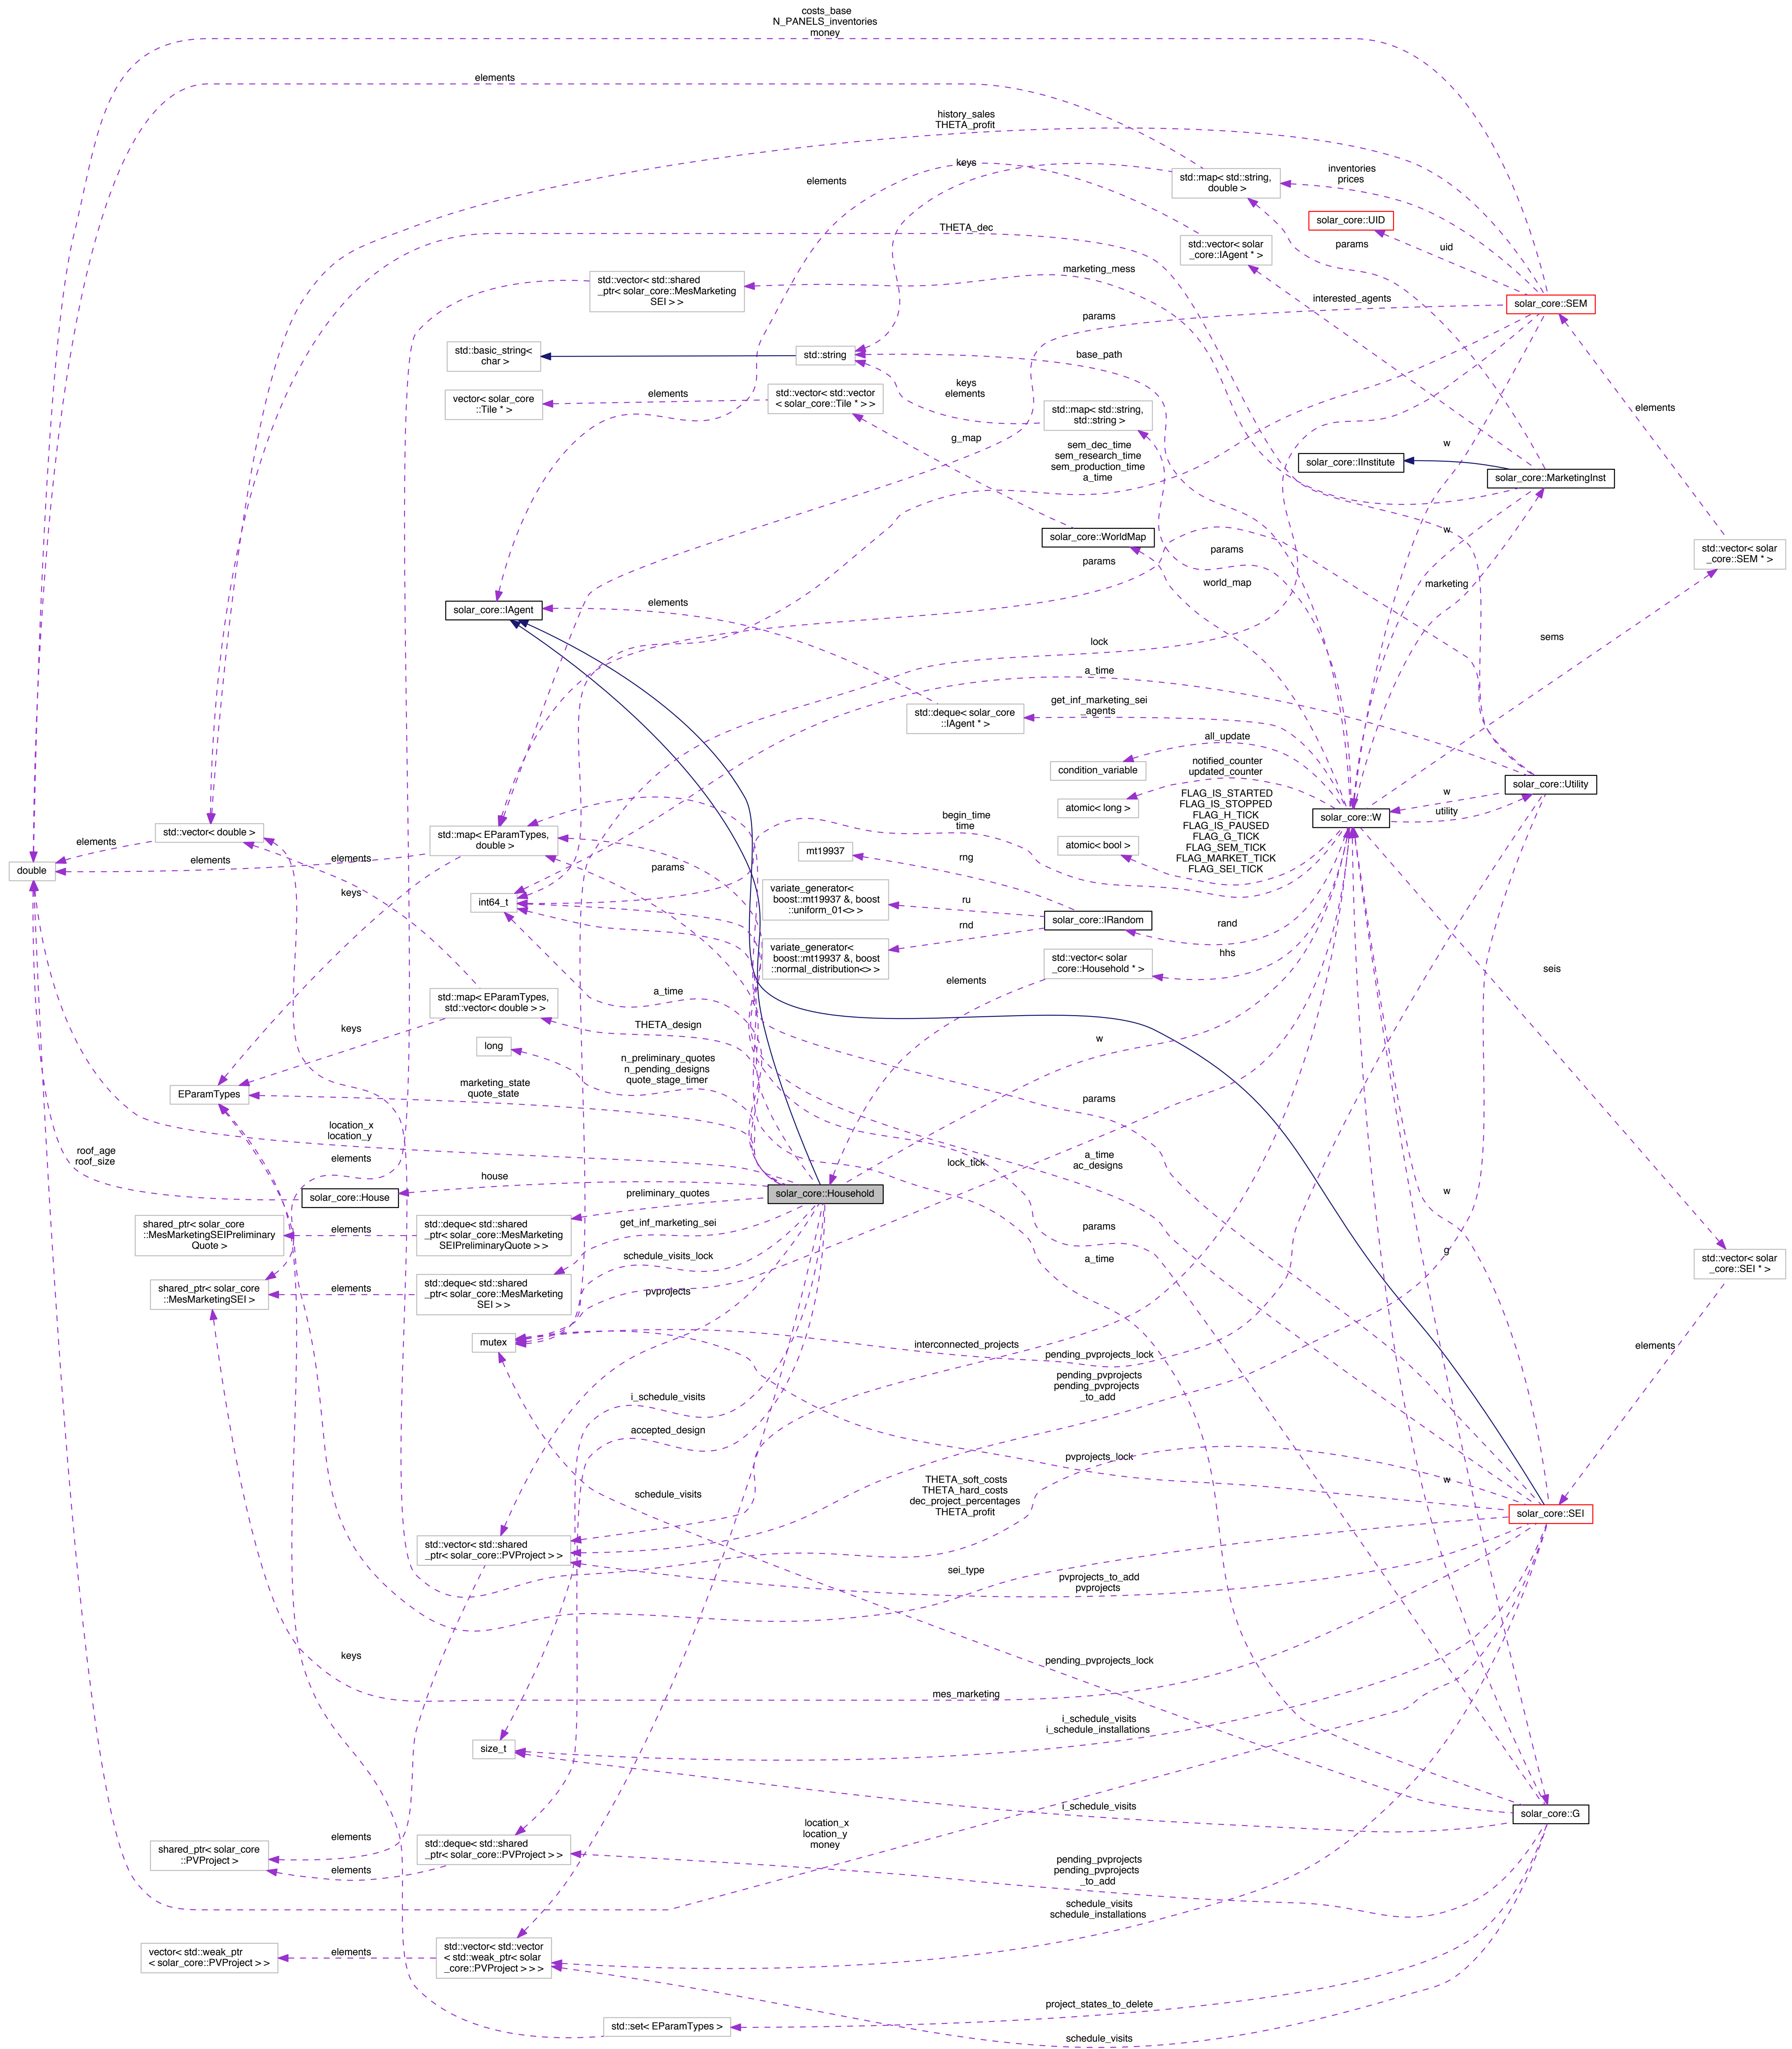 costs_base
N_PANELS_inventories
money
elements
history_sales
THETA_profit
keys
std::map< std::string,
double >
inventories
prices
elements
solar_core::UID
THETA_dec
std::vector< solar
_core::IAgent * >
params
uid
std::vector< std::shared
_ptr< solar_core::MesMarketing
SEI > >
marketing_mess
interested_agents
solar_core::SEM
params
std::basic_string<
char >
std::string
base_path
vector< solar_core
::Tile * >
elements
std::vector< std::vector
< solar_core::Tile * > >
keys
elements
std::map< std::string,
std::string >
elements
g_map
sem_dec_time
sem_research_time
sem_production_time
a_time
w
solar_core::IInstitute
solar_core::MarketingInst
solar_core::WorldMap
w
std::vector< solar
_core::SEM * >
params
params
world_map
marketing
solar_core::IAgent
elements
lock
sems
a_time
std::deque< solar_core
::IAgent * >
get_inf_marketing_sei
_agents
all_update
condition_variable
notified_counter
updated_counter
atomic< long >
solar_core::Utility
w
utility
solar_core::W
FLAG_IS_STARTED
FLAG_IS_STOPPED
FLAG_H_TICK
FLAG_IS_PAUSED
FLAG_G_TICK
FLAG_SEM_TICK
FLAG_MARKET_TICK
FLAG_SEI_TICK
atomic< bool >
begin_time
time
std::vector< double >
std::map< EParamTypes,
double >
elements
double
elements
elements
mt19937
rng
params
keys
int64_t
variate_generator<
boost::mt19937 &, boost
::uniform_01<> >
ru
solar_core::IRandom
rand
rnd
variate_generator<
boost::mt19937 &, boost
::normal_distribution<> >
std::vector< solar
_core::Household * >
hhs
seis
elements
std::map< EParamTypes,
std::vector< double > >
a_time
keys
THETA_design
long
w
n_preliminary_quotes
n_pending_designs
quote_stage_timer
EParamTypes
marketing_state
quote_state
params
location_x
location_y
roof_age
roof_size
elements
lock_tick
a_time
ac_designs
solar_core::House
house
solar_core::Household
w
preliminary_quotes
shared_ptr< solar_core
::MesMarketingSEIPreliminary
Quote >
elements
std::deque< std::shared
_ptr< solar_core::MesMarketing
SEIPreliminaryQuote > >
get_inf_marketing_sei
params
g
schedule_visits_lock
a_time
std::vector< solar
_core::SEI * >
shared_ptr< solar_core
::MesMarketingSEI >
elements
std::deque< std::shared
_ptr< solar_core::MesMarketing
SEI > >
pvprojects
mutex
interconnected_projects
pending_pvprojects_lock
elements
i_schedule_visits
pending_pvprojects
pending_pvprojects
_to_add
accepted_design
pvprojects_lock
schedule_visits
THETA_soft_costs
THETA_hard_costs
dec_project_percentages
THETA_profit
w
solar_core::SEI
std::vector< std::shared
_ptr< solar_core::PVProject > >
sei_type
pvprojects_to_add
pvprojects
keys
pending_pvprojects_lock
mes_marketing
i_schedule_visits
i_schedule_installations
size_t
i_schedule_visits
solar_core::G
location_x
location_y
money
shared_ptr< solar_core
::PVProject >
elements
elements
std::deque< std::shared
_ptr< solar_core::PVProject > >
pending_pvprojects
pending_pvprojects
_to_add
schedule_visits
schedule_installations
vector< std::weak_ptr
< solar_core::PVProject > >
elements
std::vector< std::vector
< std::weak_ptr< solar
_core::PVProject > > >
project_states_to_delete
std::set< EParamTypes >
schedule_visits